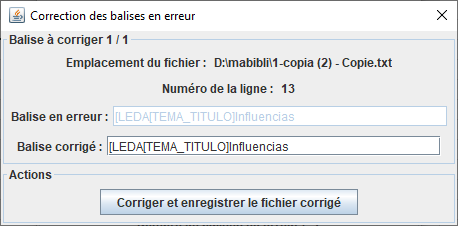 Correction des balises en erreur
Balise à corriger 1 / 1
Emplacement du fichier : D:\mabibli\1-copia (2) - Copie.txt
Numéro de la ligne : 13
Balise en erreur : [LEDA[TEMA_TITULO]Influencias
Balise corrigé : [LEDA[TEMA_TITULO]Influencias
Actions
Corriger et enregistrer le fichier corrigé